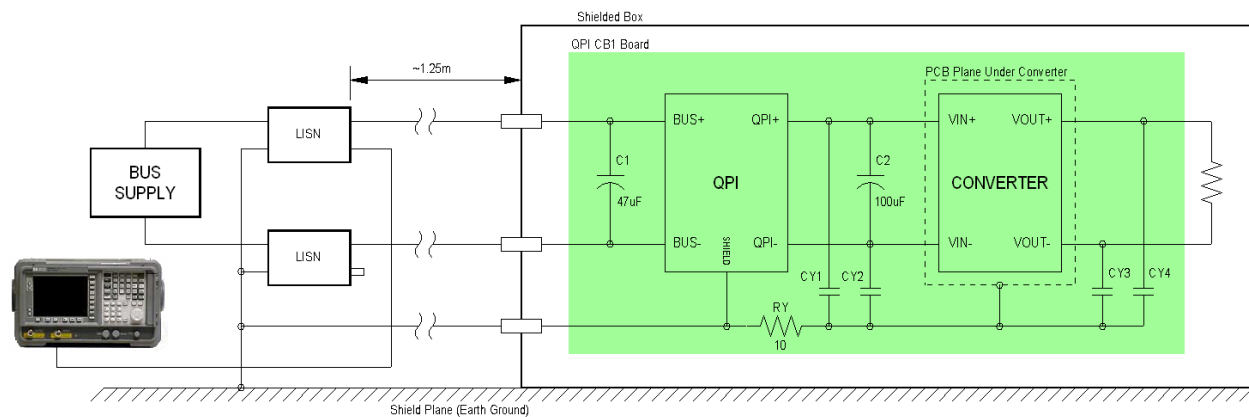 Shielded Box
QPI CB1 Board
~1.25m
PCB Plane Under Converter
LISN
BUS+
QPI+
VIN+
VOUT+
C1
47uF
QPI
C2
100uF
CONVERTER
BUS
SUPPLY
BUS-
SHIELD
QPI-
VIN-
VOUT-
LISN
CY1
CY2
CY3
CY4
RY
10
Shield Plane (Earth Ground)